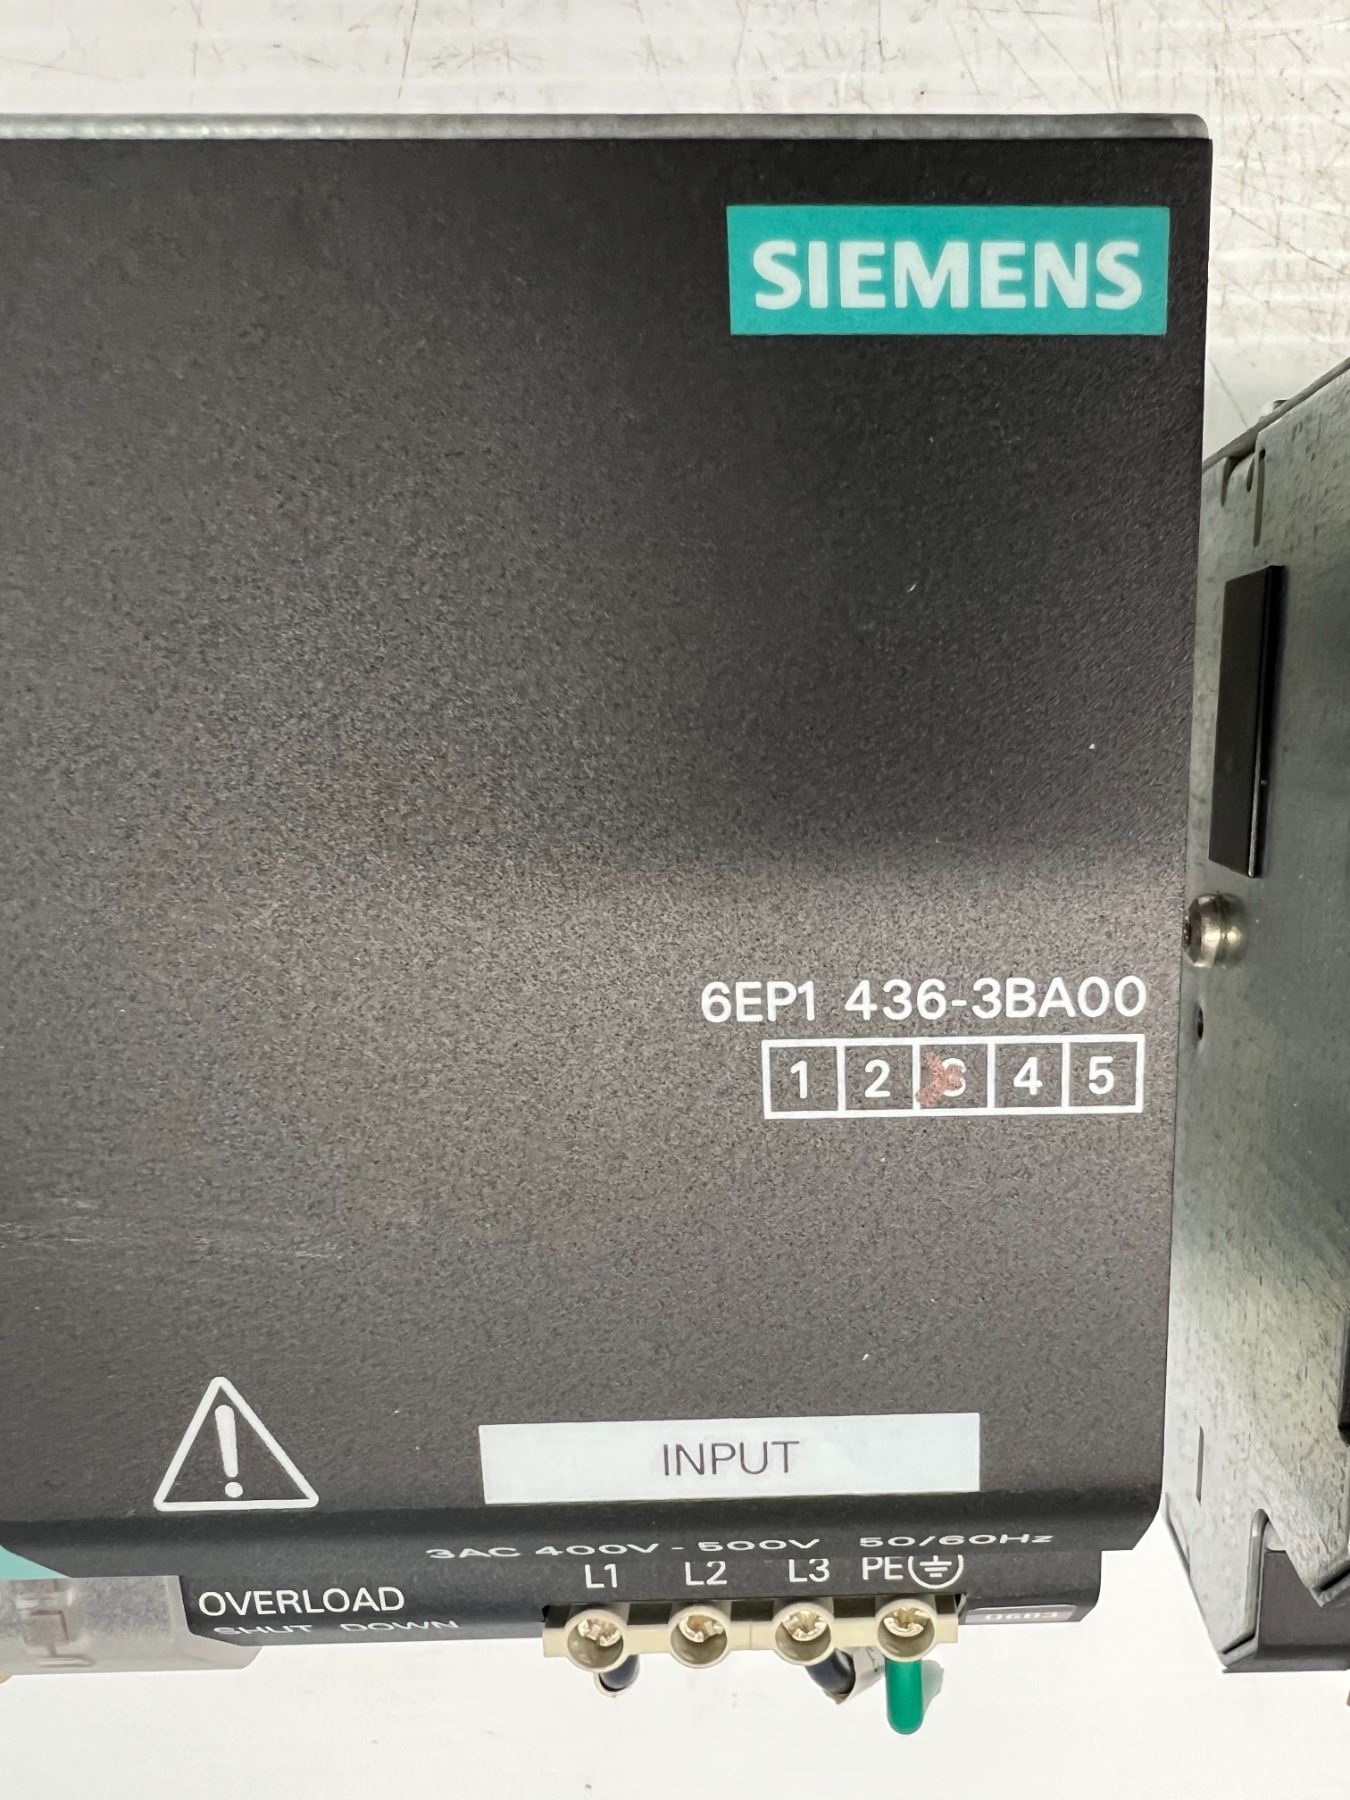 SIEMENS
6EP1 436-3BA00
1 2 3 4 5
INPUT
3AC 400V - 500V 50/60Hz
L1 L2 L3 PE
OVERLOAD
SHUT DOWN